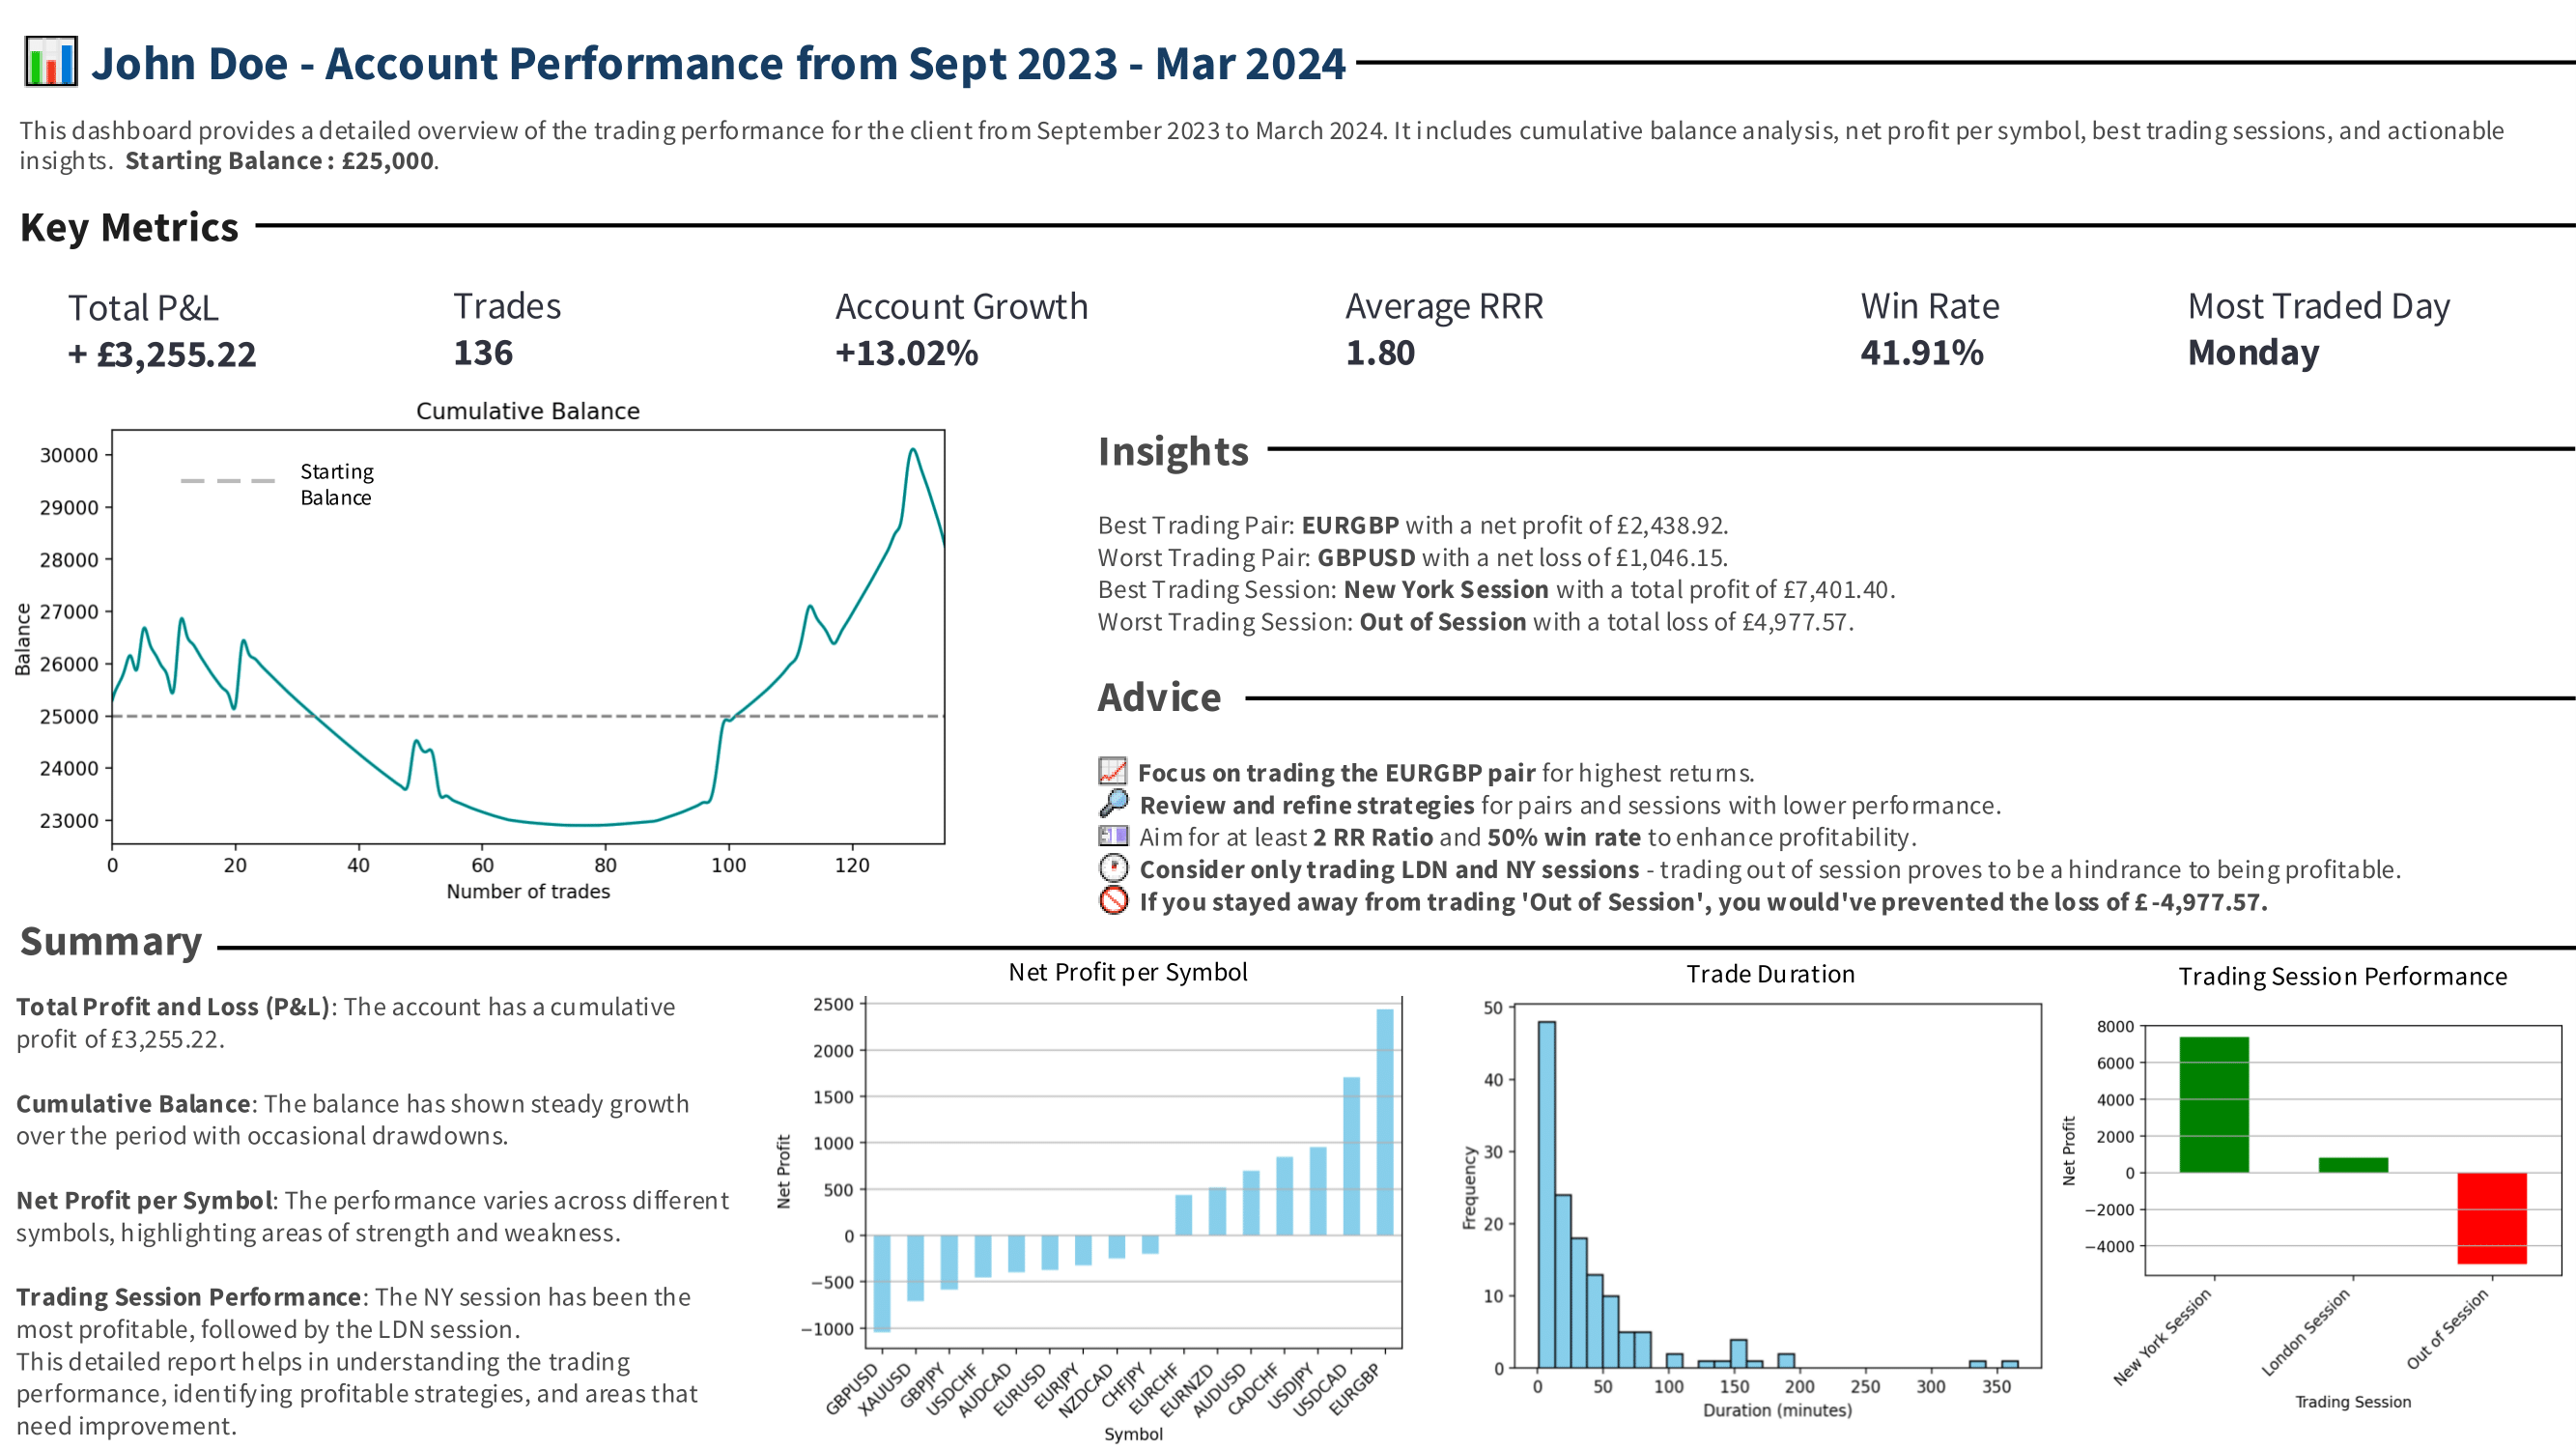 John Doe - Account Performance from Sept 2023 - Mar 2024
This dashboard provides a detailed overview of the trading performance for the client from September 2023 to March 2024. It includes cumulative balance analysis, net profit per symbol, best trading sessions, and actionable
insights. Starting Balance : £25,000.
Key Metrics
Total P&L
+ £3,255.22
Trades
136
Account Growth
+13.02%
Average RRR
1.80
Win Rate
41.91%
Most Traded Day
Monday
Cumulative Balance
Starting
Balance
30000
29000
28000
27000
26000
25000
24000
23000
Balance
0 20 40 60 80 100 120
Number of trades
Insights
Best Trading Pair: EURGBP with a net profit of £2,438.92.
Worst Trading Pair: GBPUSD with a net loss of £1,046.15.
Best Trading Session: New York Session with a total profit of £7,401.40.
Worst Trading Session: Out of Session with a total loss of £4,977.57.
Advice
Focus on trading the EURGBP pair for highest returns.
Review and refine strategies for pairs and sessions with lower performance.
Aim for at least 2 RR Ratio and 50% win rate to enhance profitability.
Consider only trading LDN and NY sessions - trading out of session proves to be a hindrance to being profitable.
If you stayed away from trading 'Out of Session', you would've prevented the loss of £ -4,977.57.
Summary
Total Profit and Loss (P&L): The account has a cumulative
profit of £3,255.22.
Cumulative Balance: The balance has shown steady growth
over the period with occasional drawdowns.
Net Profit per Symbol: The performance varies across different
symbols, highlighting areas of strength and weakness.
Trading Session Performance: The NY session has been the
most profitable, followed by the LDN session.
This detailed report helps in understanding the trading
performance, identifying profitable strategies, and areas that
need improvement.
Net Profit per Symbol
2500
2000
1500
1000
500
0
−500
−1000
Net Profit
GBPUSD XAUUSD GBPJPY USDCHF AUDCAD EURUSD EURJPY NZDCAD CHFJPY EURCHF EURNZD AUDUSD CADCHF USDJPY USDCAD EURGBP
Symbol
Trade Duration
50
40
30
20
10
0
Frequency
0 50 100 150 200 250 300 350
Duration (minutes)
Trading Session Performance
8000
6000
4000
2000
0
−2000
−4000
Net Profit
New York Session London Session Out of Session
Trading Session